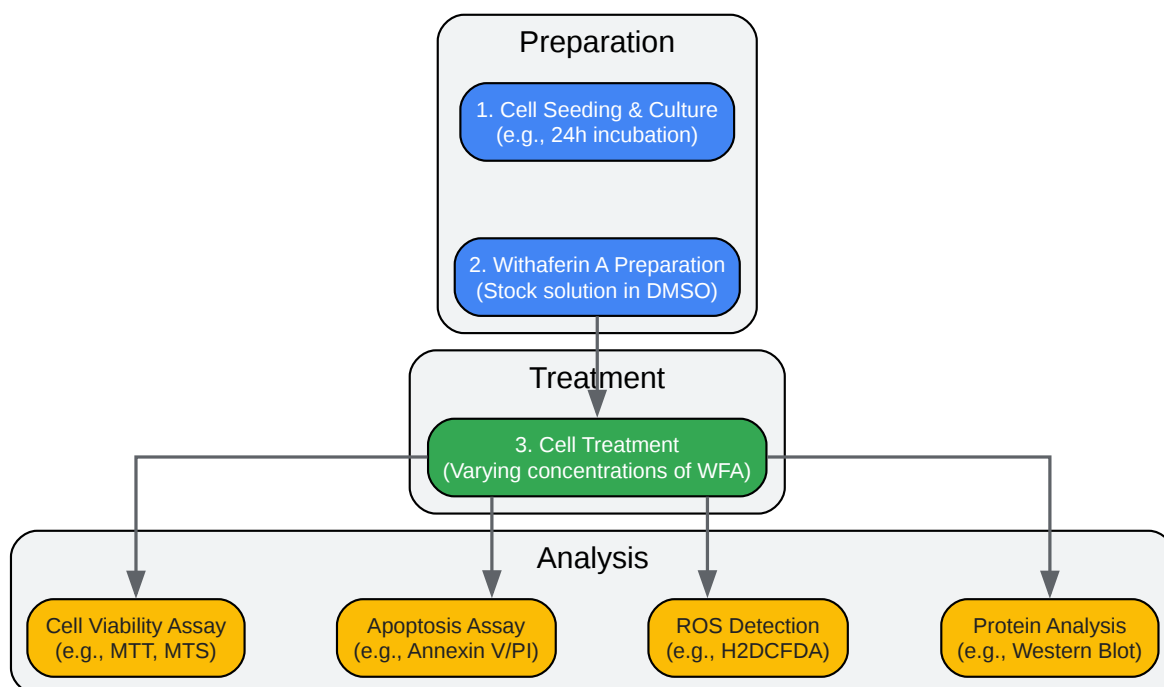 Preparation
1. Cell Seeding & Culture
(e.g., 24h incubation)
2. Withaferin A Preparation
(Stock solution in DMSO)
Treatment
3. Cell Treatment
(Varying concentrations of WFA)
Analysis
Cell Viability Assay
(e.g., MTT, MTS)
Apoptosis Assay
(e.g., Annexin V/PI)
ROS Detection
(e.g., H2DCFDA)
Protein Analysis
(e.g., Western Blot)